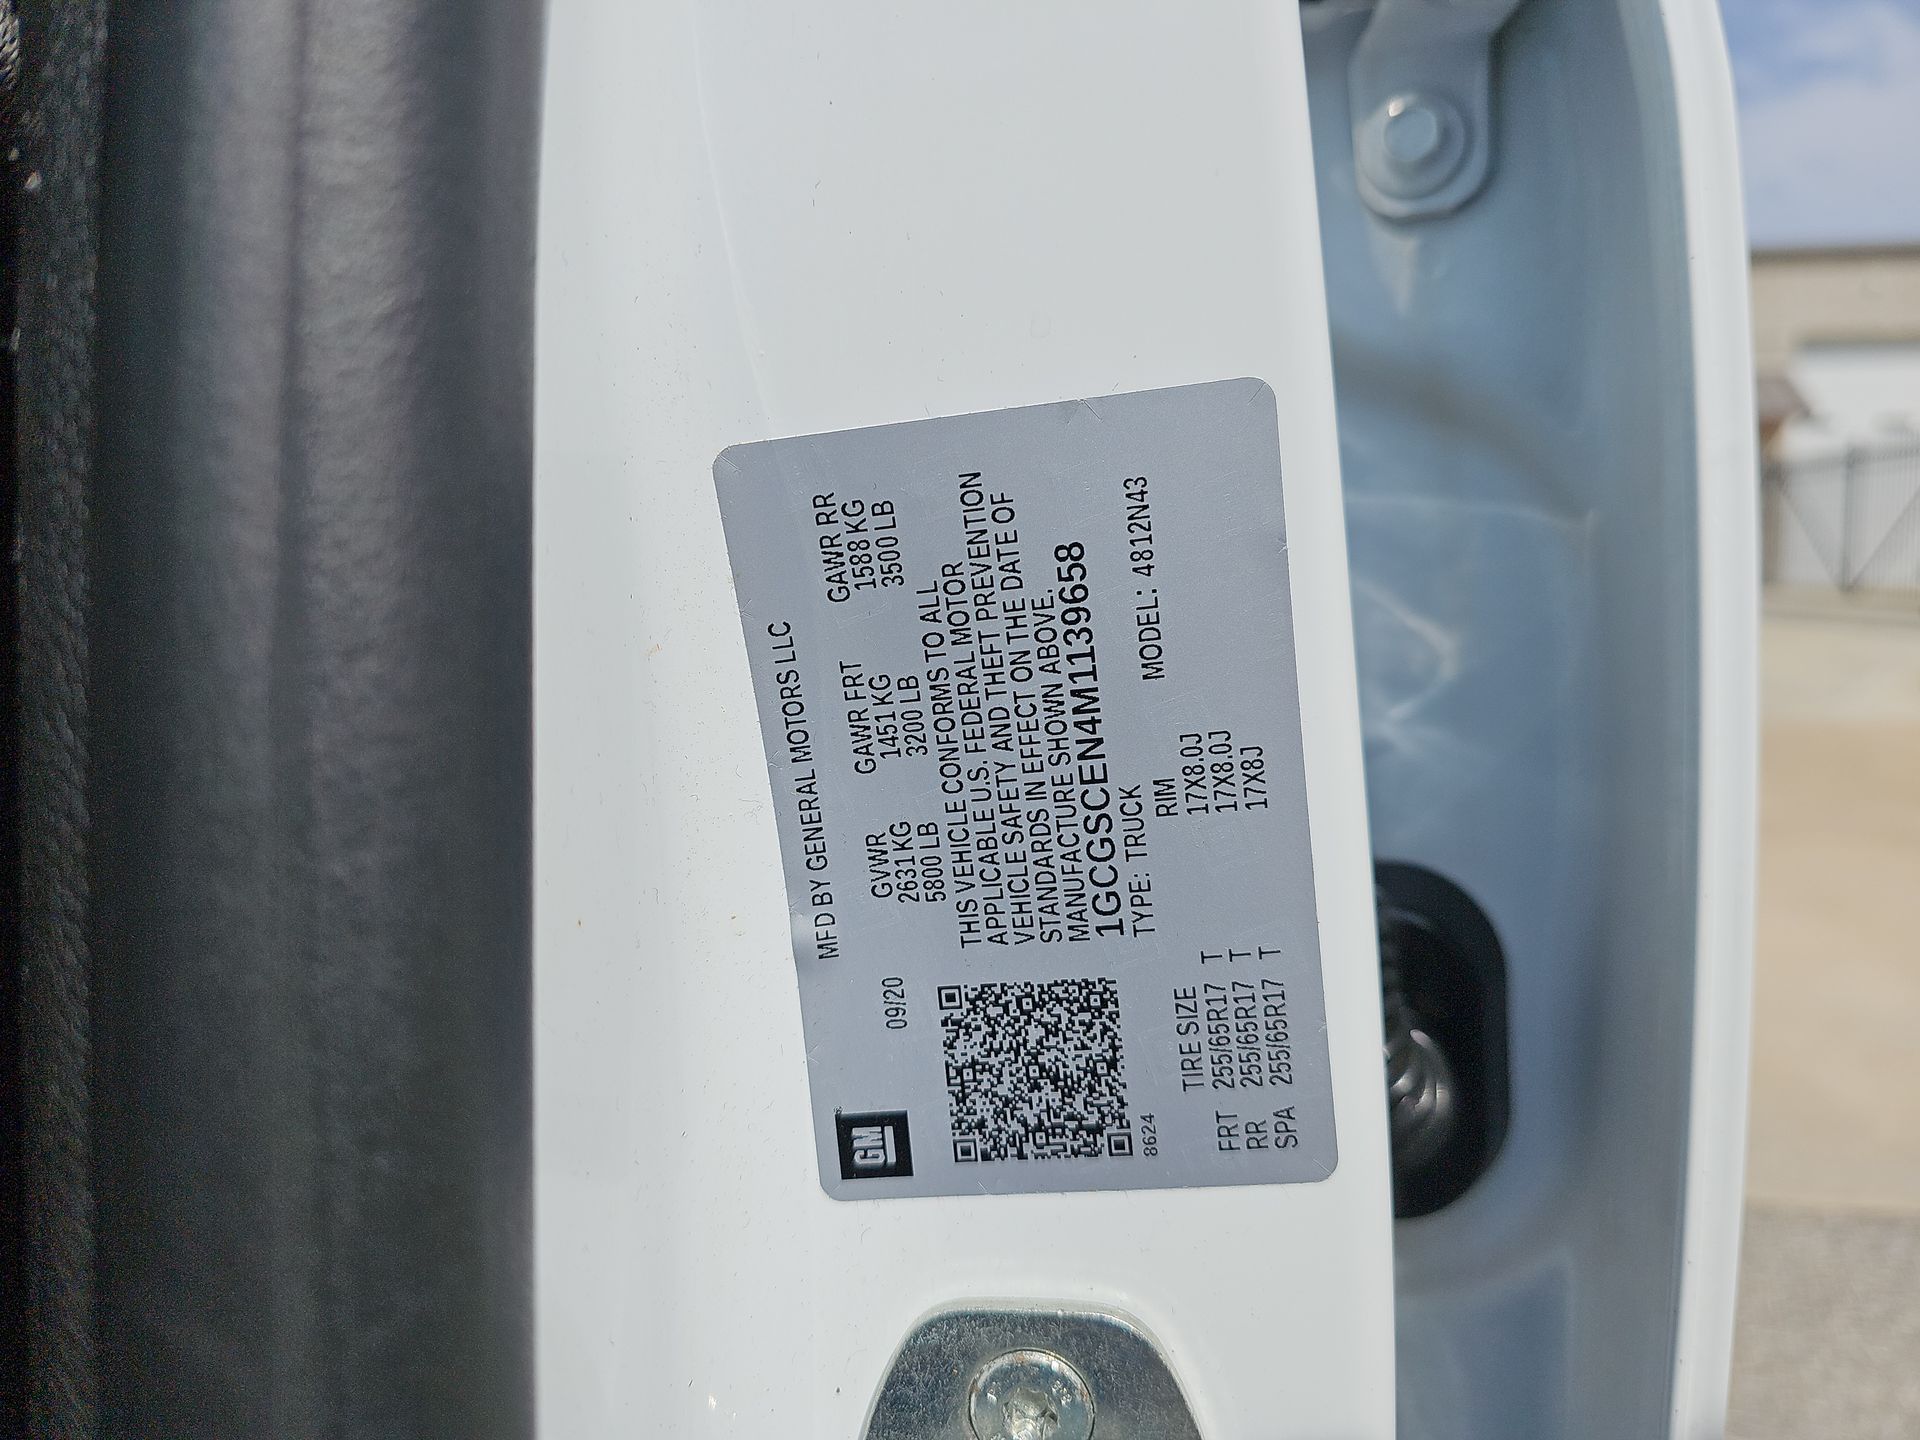 GM
09/20
MFD BY GENERAL MOTORS LLC
GVWR GAWR FRT GAWR RR
2631 KG 1451 KG 1588 KG
5800 LB 3200 LB 3500 LB
THIS VEHICLE CONFORMS TO ALL
APPLICABLE U.S. FEDERAL MOTOR
VEHICLE SAFETY AND THEFT PREVENTION
STANDARDS IN EFFECT ON THE DATE OF
MANUFACTURE SHOWN ABOVE.
1GCGSCEN4M1139658
8624
TYPE: TRUCK MODEL: 4812N43
TIRE SIZE RIM
FRT 255/65R17 T 17X8.0J
RR 255/65R17 T 17X8.0J
SPA 255/65R17 T 17X8J